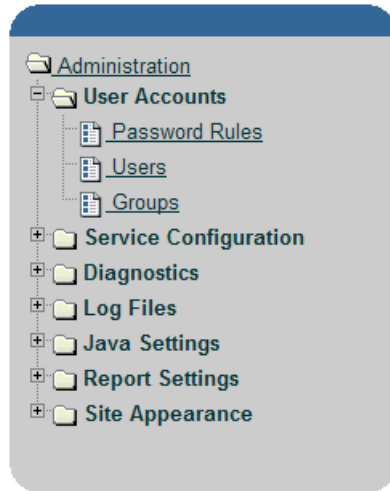 Administration
User Accounts
Password Rules
Users
Groups
Service Configuration
Diagnostics
Log Files
Java Settings
Report Settings
Site Appearance